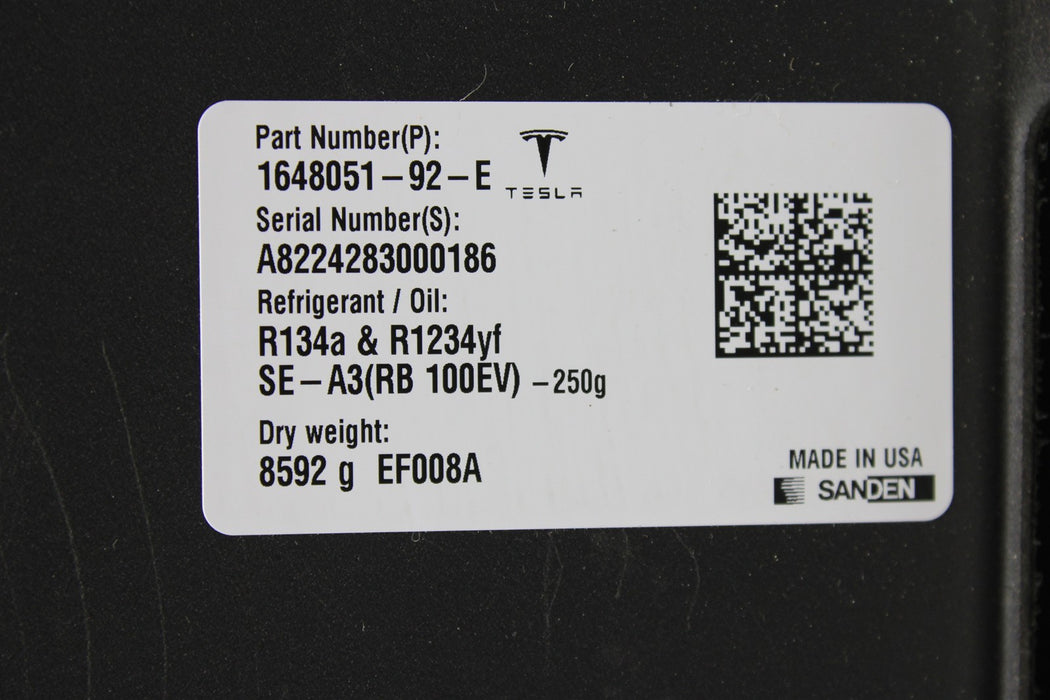 Part Number(P):
1648051-92-E
TESLA
Serial Number(S):
A8224283000186
Refrigerant / Oil:
R134a & R1234yf
SE-A3(RB 100EV) -250g
Dry weight:
8592 g EF008A
MADE IN USA
SANDEN